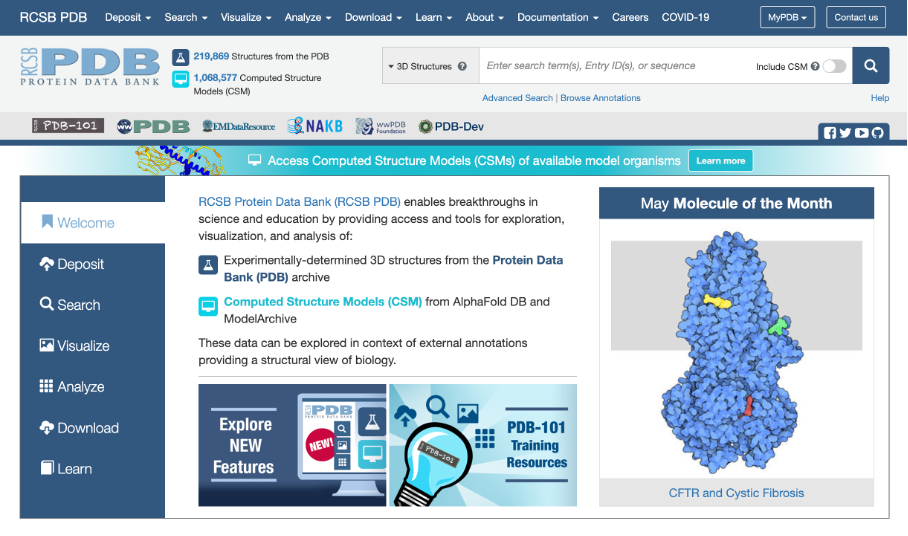 RCSB PDB Deposit Search Visualize Analyze Download Learn About Documentation Careers COVID-19 MyPDB Contact us
RCSB PDB
PROTEIN DATA BANK
219,869 Structures from the PDB
1,068,577 Computed Structure
Models (CSM)
3D Structures ? Enter search term(s), Entry ID(s), or sequence Include CSM ?
Advanced Search | Browse Annotations Help
PDB-101 wwPDB EMDataResource NAKB wwPDB Foundation PDB-Dev
Access Computed Structure Models (CSMs) of available model organisms Learn more
Welcome
Deposit
Search
Visualize
Analyze
Download
Learn
RCSB Protein Data Bank (RCSB PDB) enables breakthroughs in
science and education by providing access and tools for exploration,
visualization, and analysis of:
Experimentally-determined 3D structures from the Protein Data
Bank (PDB) archive
Computed Structure Models (CSM) from AlphaFold DB and
ModelArchive
These data can be explored in context of external annotations
providing a structural view of biology.
Explore
NEW
Features
PDB
NEW!
PDB-101
Training
Resources
PDB-101
May Molecule of the Month
CFTR and Cystic Fibrosis